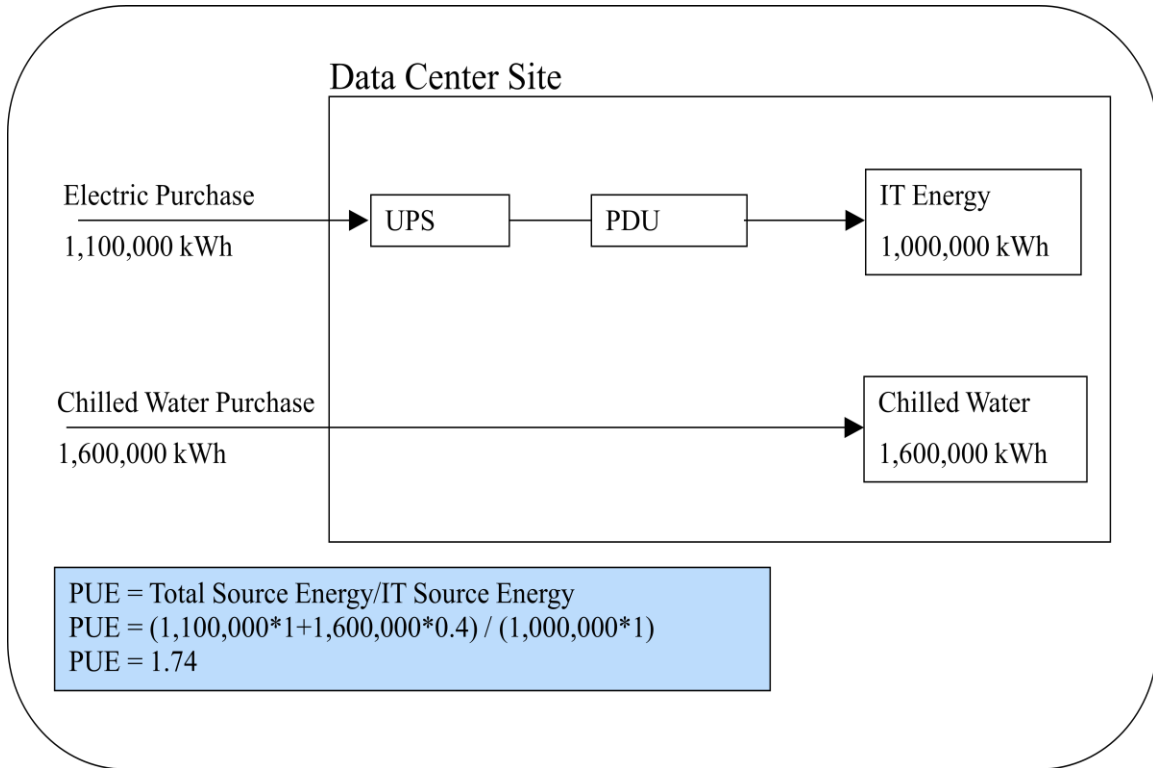 Data Center Site
Electric Purchase
1,100,000 kWh
UPS
PDU
IT Energy
1,000,000 kWh
Chilled Water Purchase
1,600,000 kWh
Chilled Water
1,600,000 kWh
PUE = Total Source Energy/IT Source Energy
PUE = (1,100,000*1+1,600,000*0.4) / (1,000,000*1)
PUE = 1.74